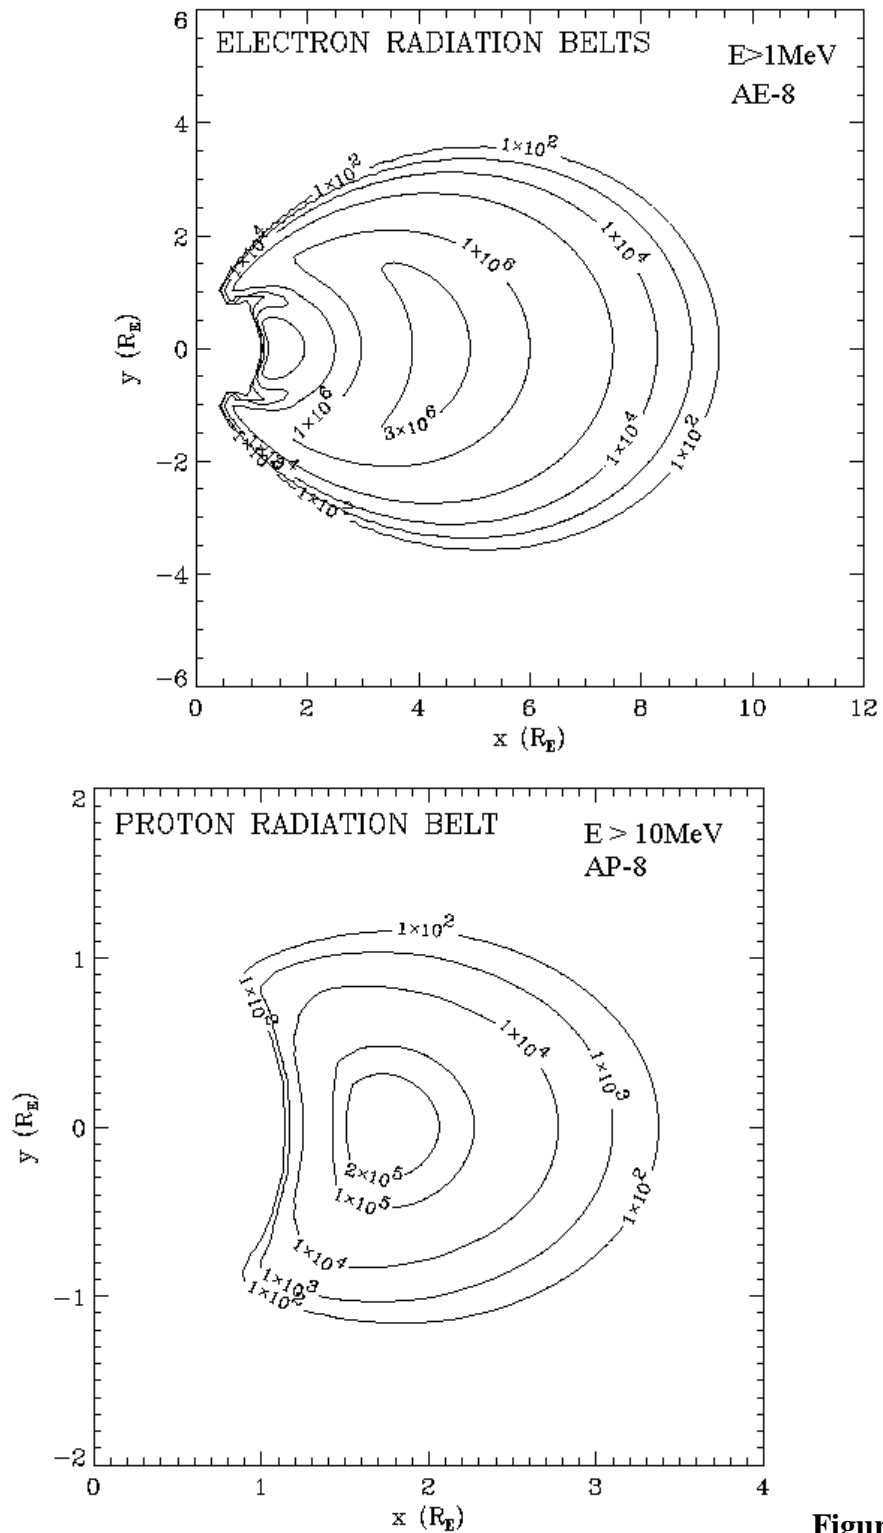 ELECTRON RADIATION BELTS
E>1MeV
AE-8
6
4
2
0
−2
−4
−6
y (R_E)
1×10²
1×10²
1×10⁴
1×10⁴
1×10⁶
1×10⁶
3×10⁶
1×10⁴
1×10²
1×10⁴
1×10²
0 2 4 6 8 10 12
x (R_E)
PROTON RADIATION BELT
E > 10MeV
AP-8
2
1
0
−1
−2
y (R_E)
1×10²
1×10⁴
1×10³
2×10⁵
1×10⁵
1×10²
1×10⁴
1×10³
1×10²
0 1 2 3 4
x (R_E)